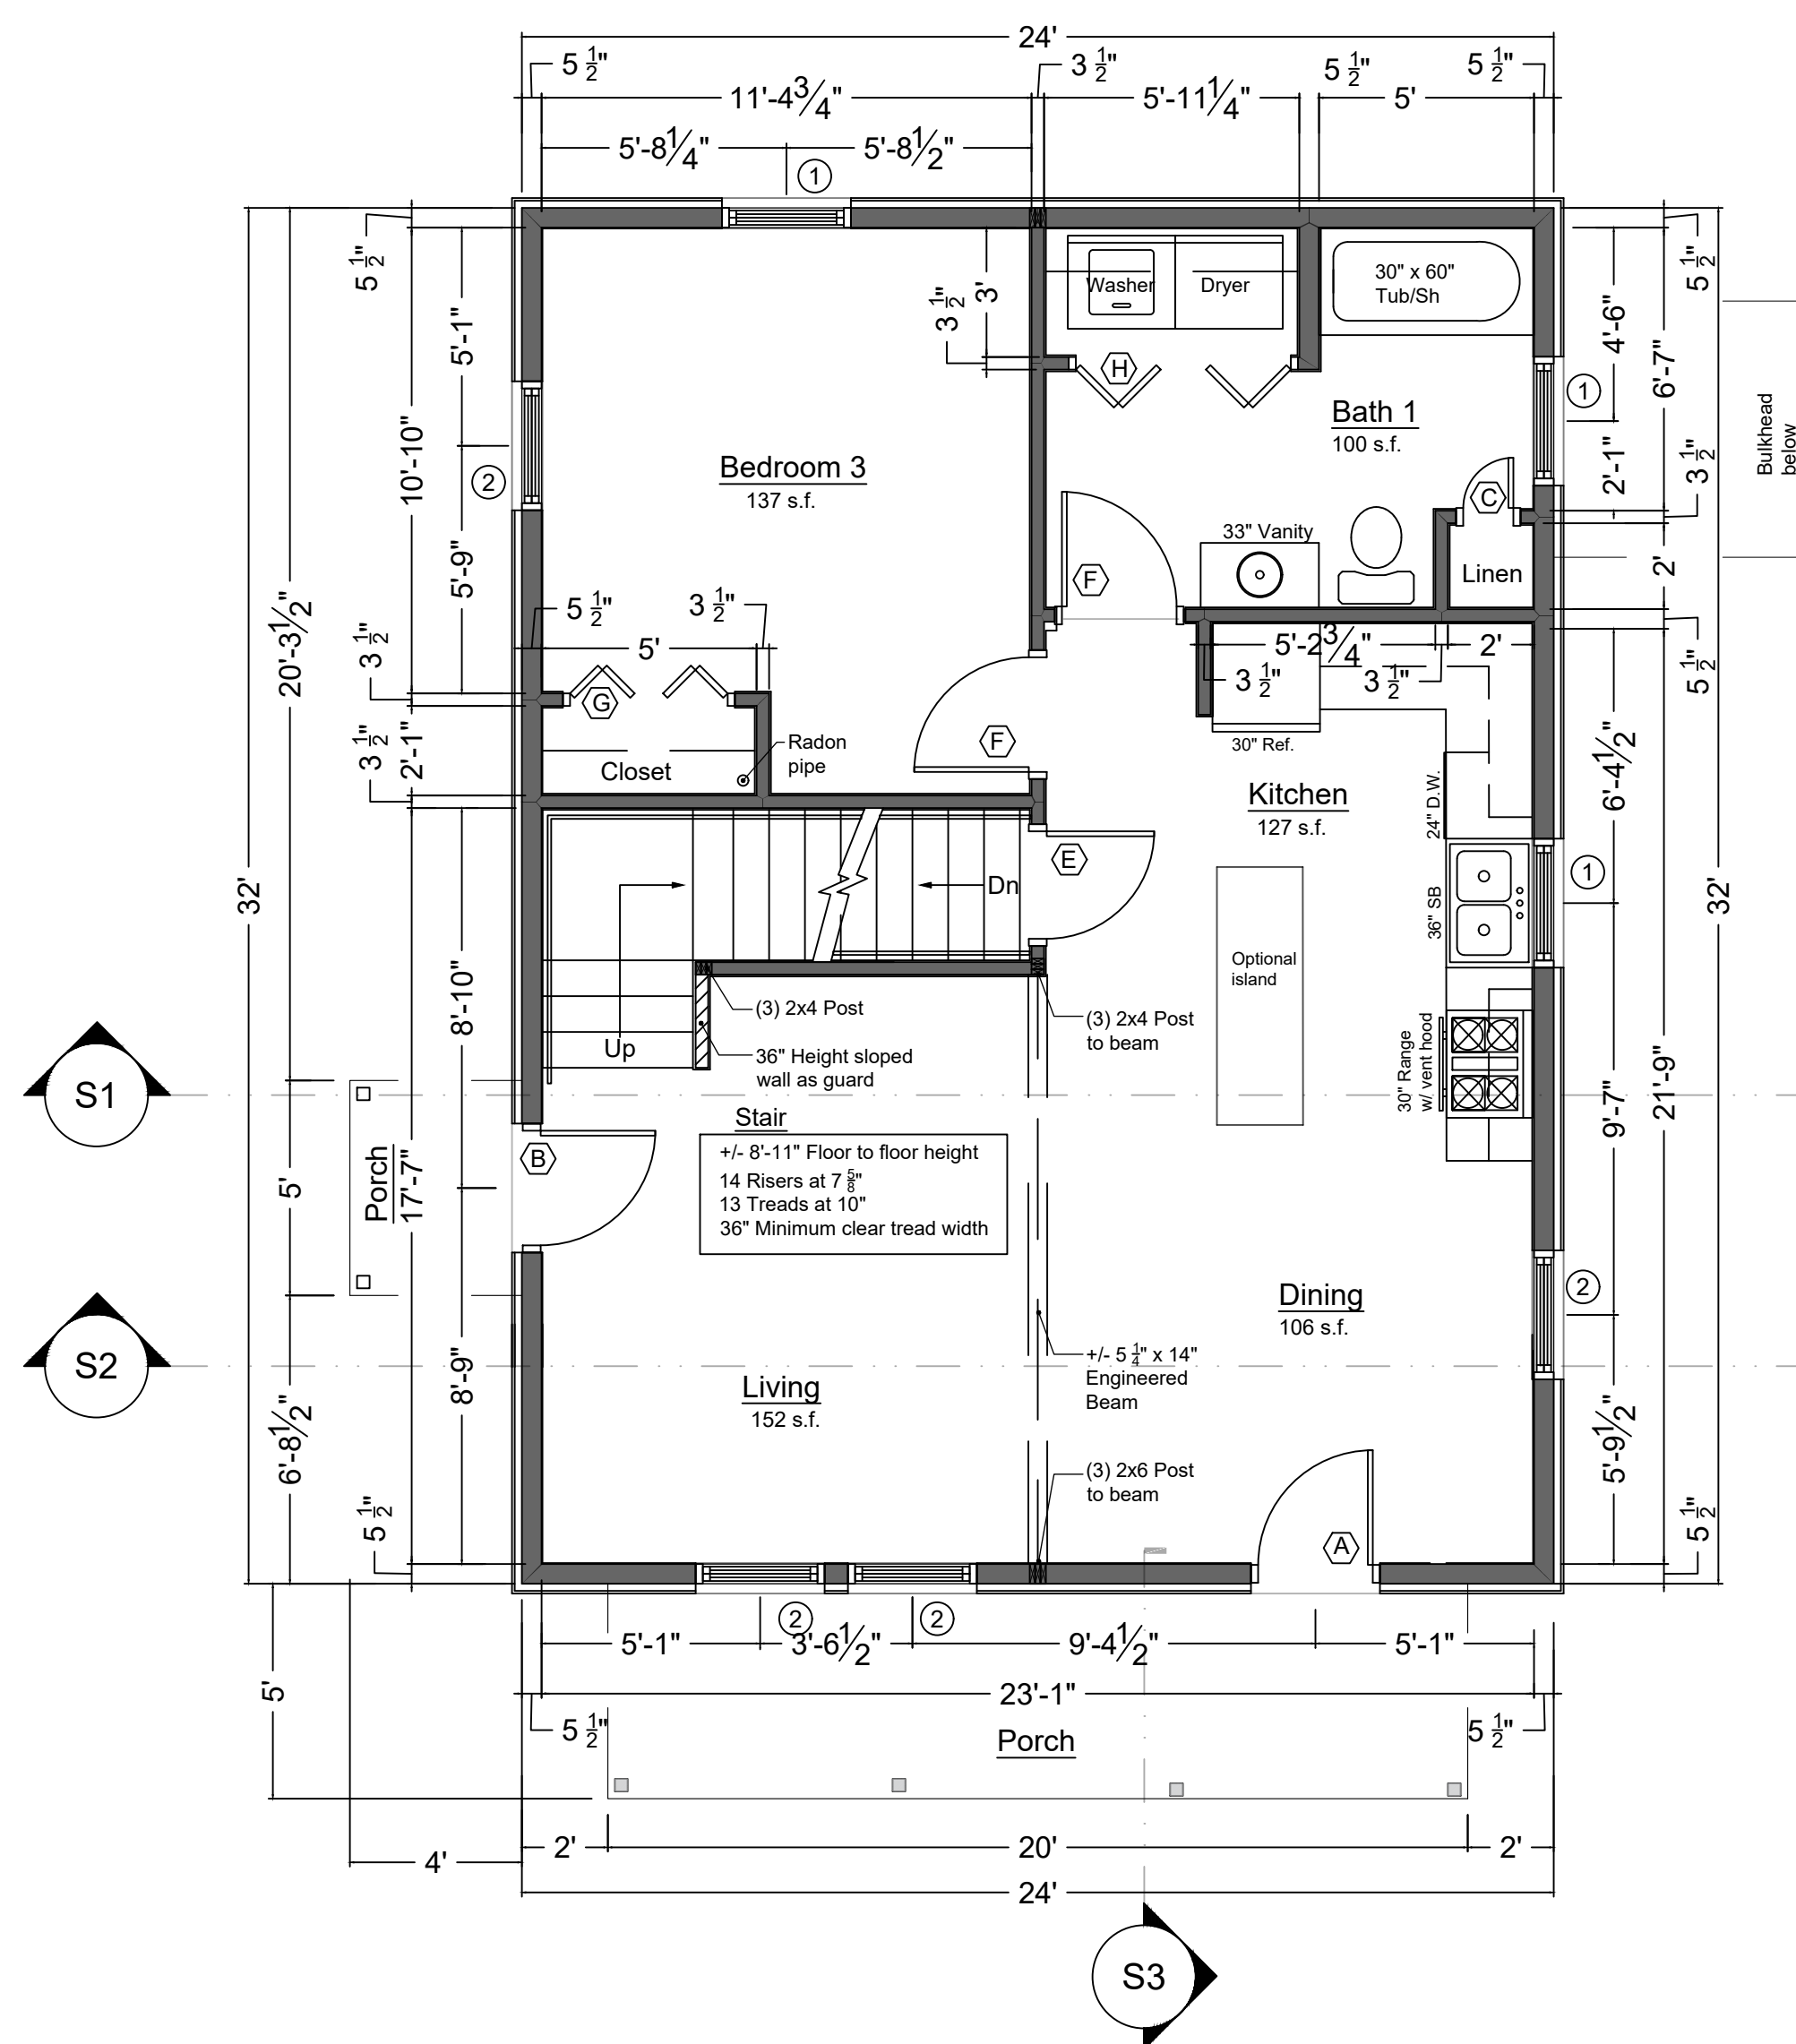 24'
5 1/2"
3 1/2"
5 1/2"
5 1/2"
11'-4 3/4"
5'-11 1/4"
5'
5'-8 1/4"
5'-8 1/2"
1
5 1/2"
5'-1"
10'-10"
5'-9"
2
20'-3 1/2"
32'
3 1/2"
3 1/2"
2'-1"
3 1/2"
3'
Washer
Dryer
30" x 60"
Tub/Sh
H
Bath 1
100 s.f.
Bedroom 3
137 s.f.
C
33" Vanity
Linen
F
1
5 1/2"
4'-6"
6'-7"
2'-1"
3 1/2"
2'
5 1/2"
Bulkhead
below
5 1/2"
3 1/2"
5'
G
Closet
Radon
pipe
F
5'-2 3/4"
2'
3 1/2"
3 1/2"
30" Ref.
Kitchen
127 s.f.
24" D.W.
36" SB
30" Range
w/ vent hood
Optional
island
E
Dn
Up
(3) 2x4 Post
36" Height sloped
wall as guard
(3) 2x4 Post
to beam
1
6'-4 1/2"
32'
9'-7"
21'-9"
8'-10"
S1
Porch
17'-7"
5'
B
Stair
+/- 8'-11" Floor to floor height
14 Risers at 7 5/8"
13 Treads at 10"
36" Minimum clear tread width
Dining
106 s.f.
2
S2
8'-9"
6'-8 1/2"
5 1/2"
Living
152 s.f.
+/- 5 1/4" x 14"
Engineered
Beam
(3) 2x6 Post
to beam
A
5'-9 1/2"
5 1/2"
2
2
5'-1"
3'-6 1/2"
9'-4 1/2"
5'-1"
23'-1"
5 1/2"
5 1/2"
5'
Porch
4'
2'
20'
2'
24'
S3